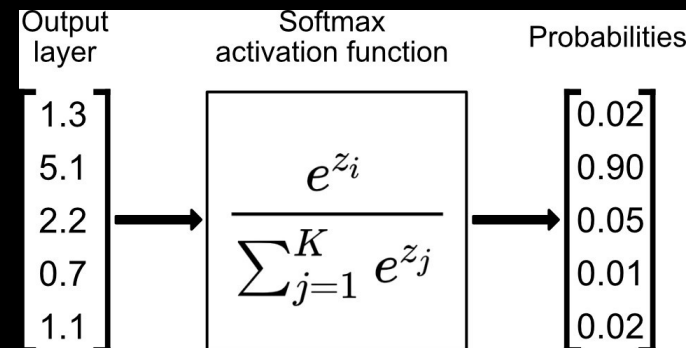 Output
layer
Softmax
activation function
Probabilities
1.3
5.1
2.2
0.7
1.1
e^{z_i}
∑_{j=1}^{K} e^{z_j}
0.02
0.90
0.05
0.01
0.02